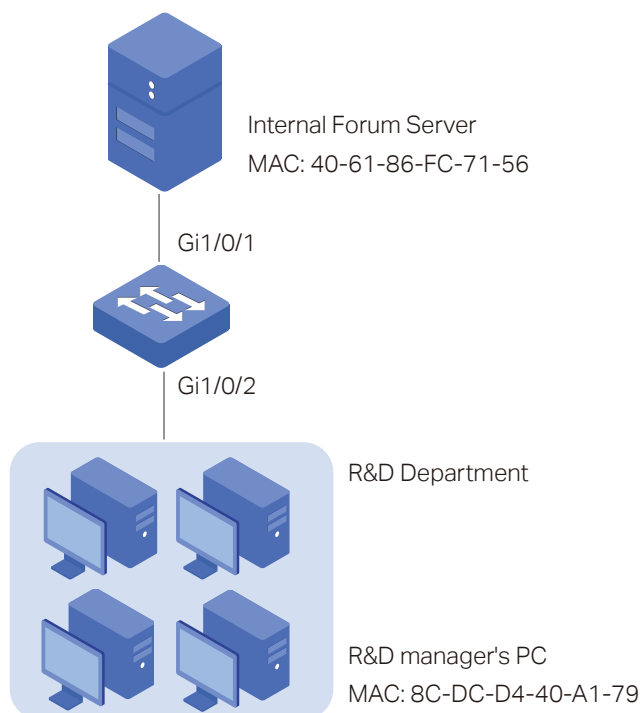 Internal Forum Server
MAC: 40-61-86-FC-71-56
Gi1/0/1
Gi1/0/2
R&D Department
R&D manager's PC
MAC: 8C-DC-D4-40-A1-79